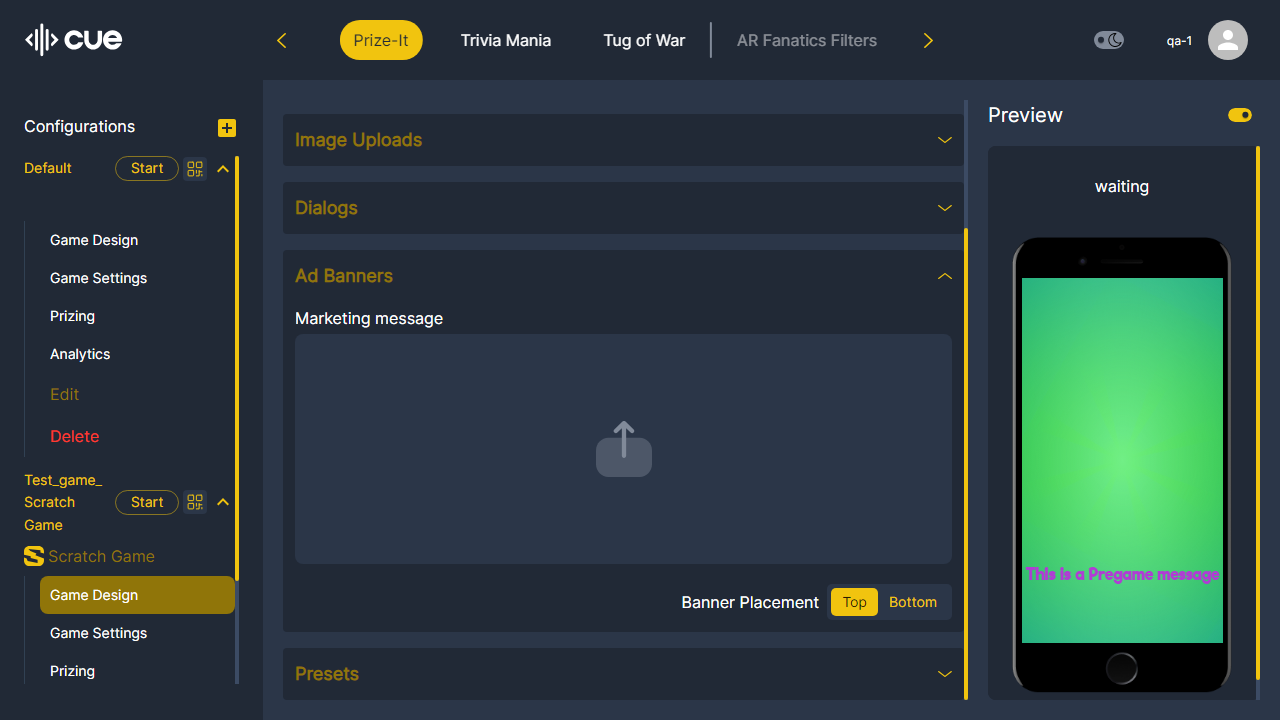 cue
Prize-It
Trivia Mania
Tug of War
AR Fanatics Filters
qa-1
Configurations
Default
Start
Game Design
Game Settings
Prizing
Analytics
Edit
Delete
Test_game_
Scratch
Game
Start
Scratch Game
Game Design
Game Settings
Prizing
Image Uploads
Dialogs
Ad Banners
Marketing message
Banner Placement
Top
Bottom
Presets
Preview
waiting
This is a Pregame message